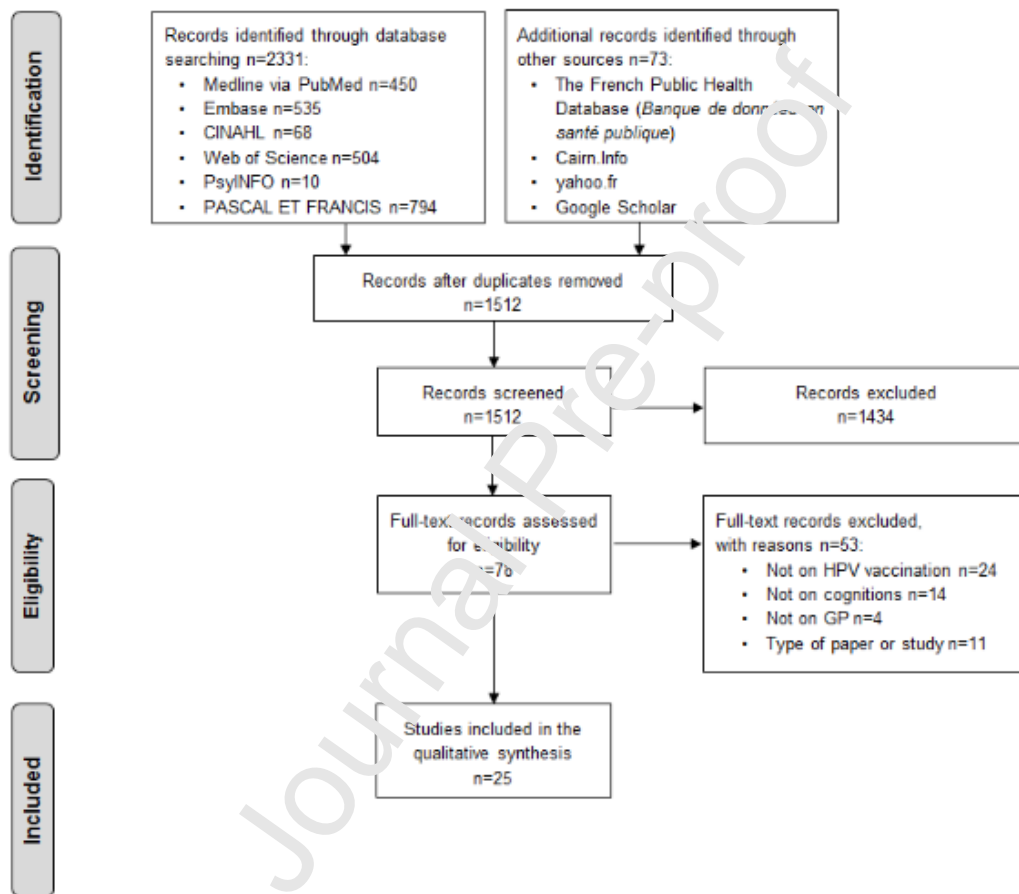 Identification
Records identified through database
searching n=2331:
• Medline via PubMed n=450
• Embase n=535
• CINAHL n=68
• Web of Science n=504
• PsyINFO n=10
• PASCAL ET FRANCIS n=794
Additional records identified through
other sources n=73:
• The French Public Health
Database (Banque de données en
santé publique)
• Cairn.Info
• yahoo.fr
• Google Scholar
Screening
Records after duplicates removed
n=1512
Records screened
n=1512
Records excluded
n=1434
Eligibility
Full-text records assessed
for eligibility
n=78
Full-text records excluded,
with reasons n=53:
• Not on HPV vaccination n=24
• Not on cognitions n=14
• Not on GP n=4
• Type of paper or study n=11
Included
Studies included in the
qualitative synthesis
n=25
Journal Pre-proof